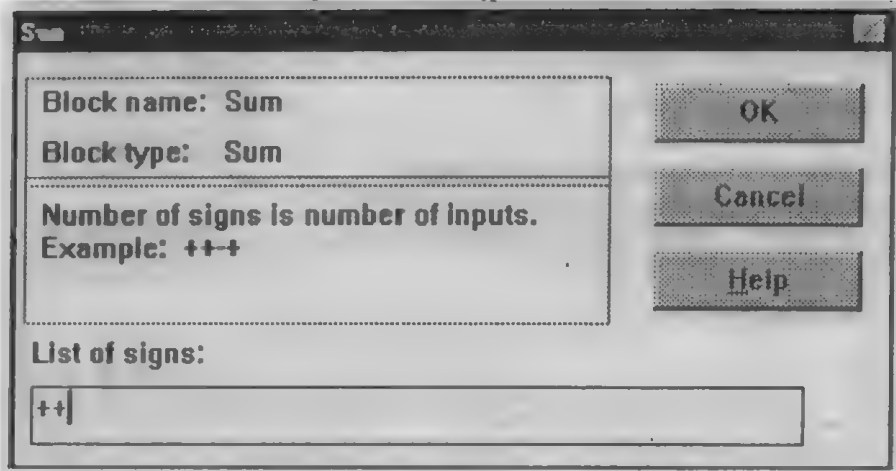 Sum
Block name: Sum
Block type: Sum
Number of signs is number of inputs.
Example: ++-+
List of signs:
++
OK
Cancel
Help